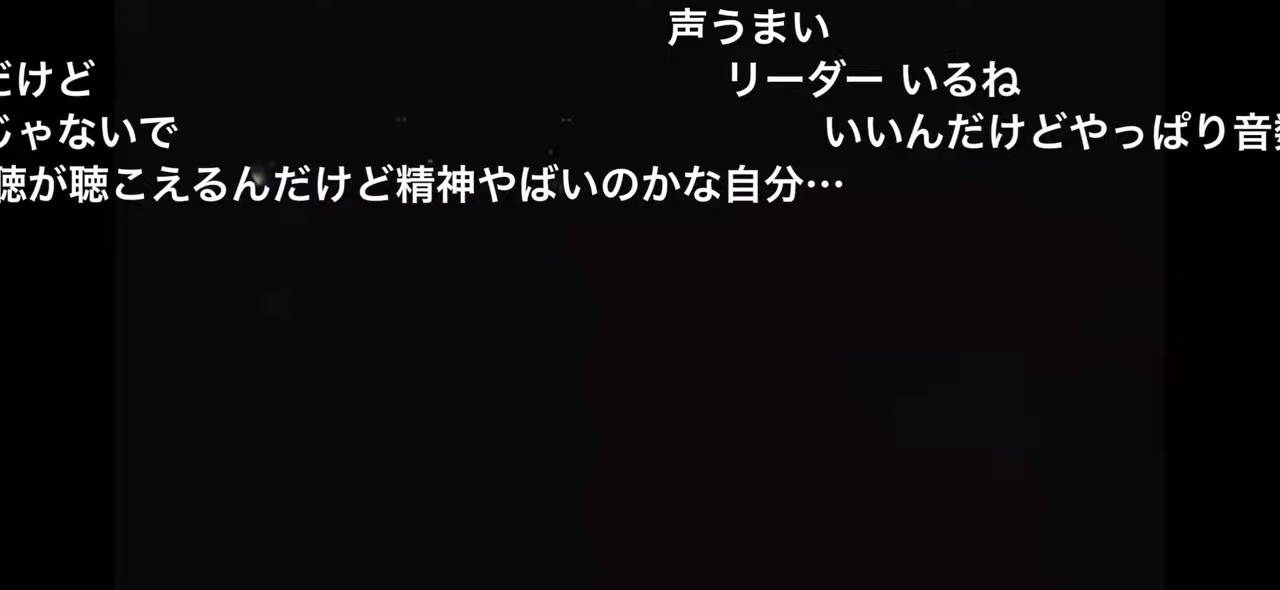 声うまい
だけど
リーダー いるね
じゃないで
いいんだけどやっぱり音
聴が聴こえるんだけど精神やばいのかな自分…